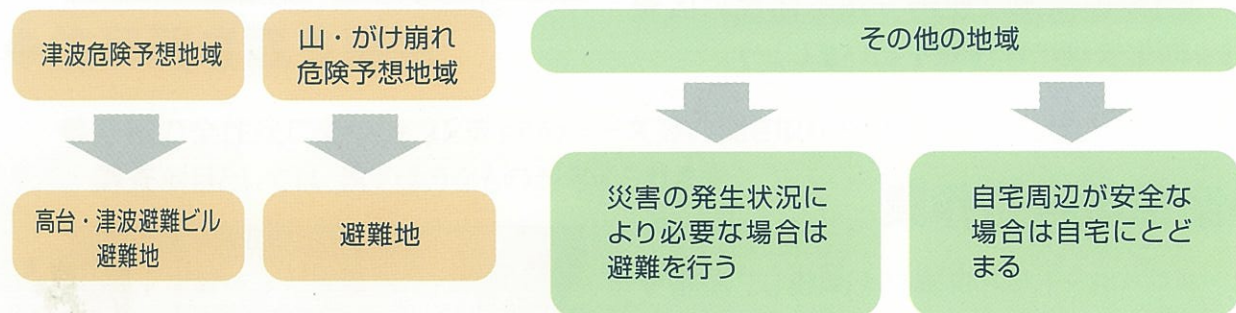 津波危険予想地域
山・がけ崩れ
危険予想地域
その他の地域
高台・津波避難ビル
避難地
避難地
災害の発生状況に
より必要な場合は
避難を行う
自宅周辺が安全な
場合は自宅にとど
まる